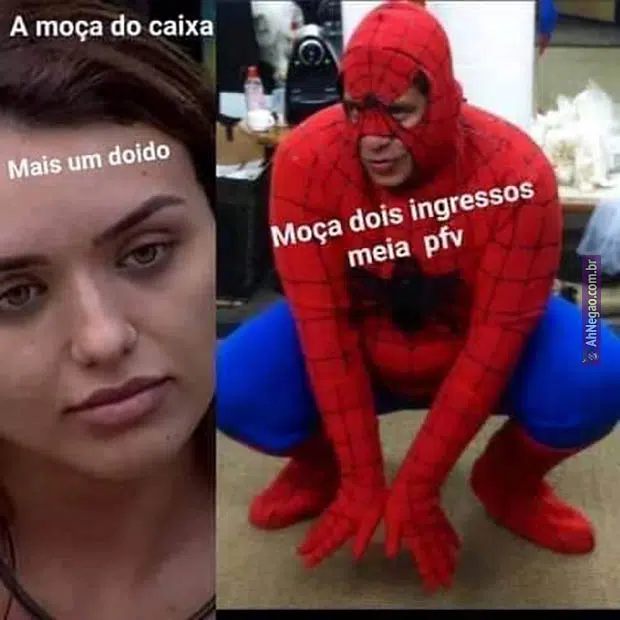 A moça do caixa
Mais um doido
Moça dois ingressos
meia pfv
AhNegao.com.br